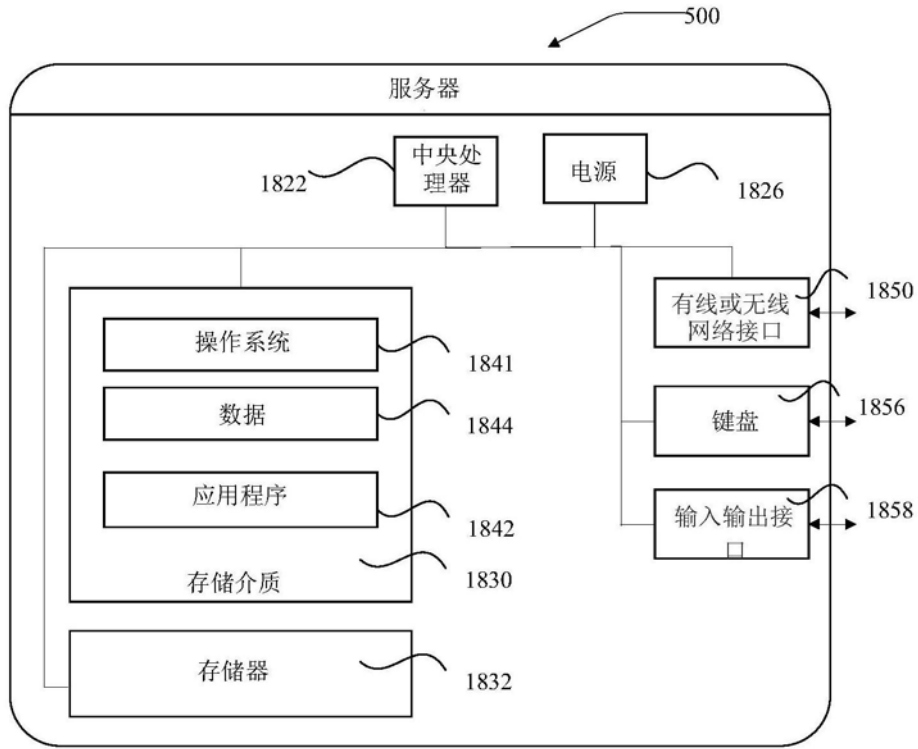 500
服务器
中央处
理器
1822
电源
1826
有线或无线
网络接口
1850
操作系统
1841
数据
1844
键盘
1856
应用程序
1842
输入输出接
口
1858
存储介质
1830
存储器
1832